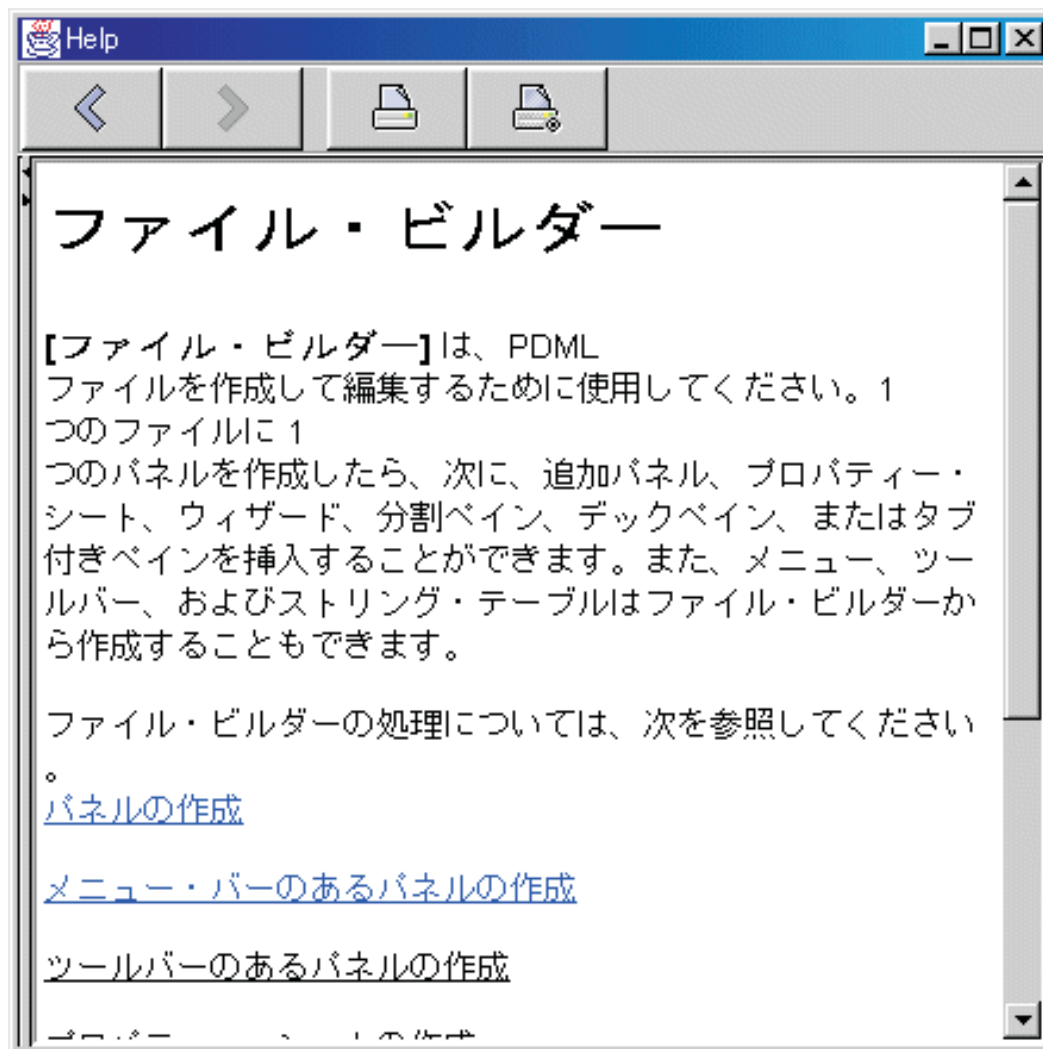 Help
ファイル・ビルダー
[ファイル・ビルダー] は、PDML
ファイルを作成して編集するために使用してください。1
つのファイルに 1
つのパネルを作成したら、次に、追加パネル、プロパティー・
シート、ウィザード、分割ペイン、デックペイン、またはタブ
付きペインを挿入することができます。また、メニュー、ツー
ルバー、およびストリング・テーブルはファイル・ビルダーか
ら作成することもできます。
ファイル・ビルダーの処理については、次を参照してください
。
パネルの作成
メニュー・バーのあるパネルの作成
ツールバーのあるパネルの作成